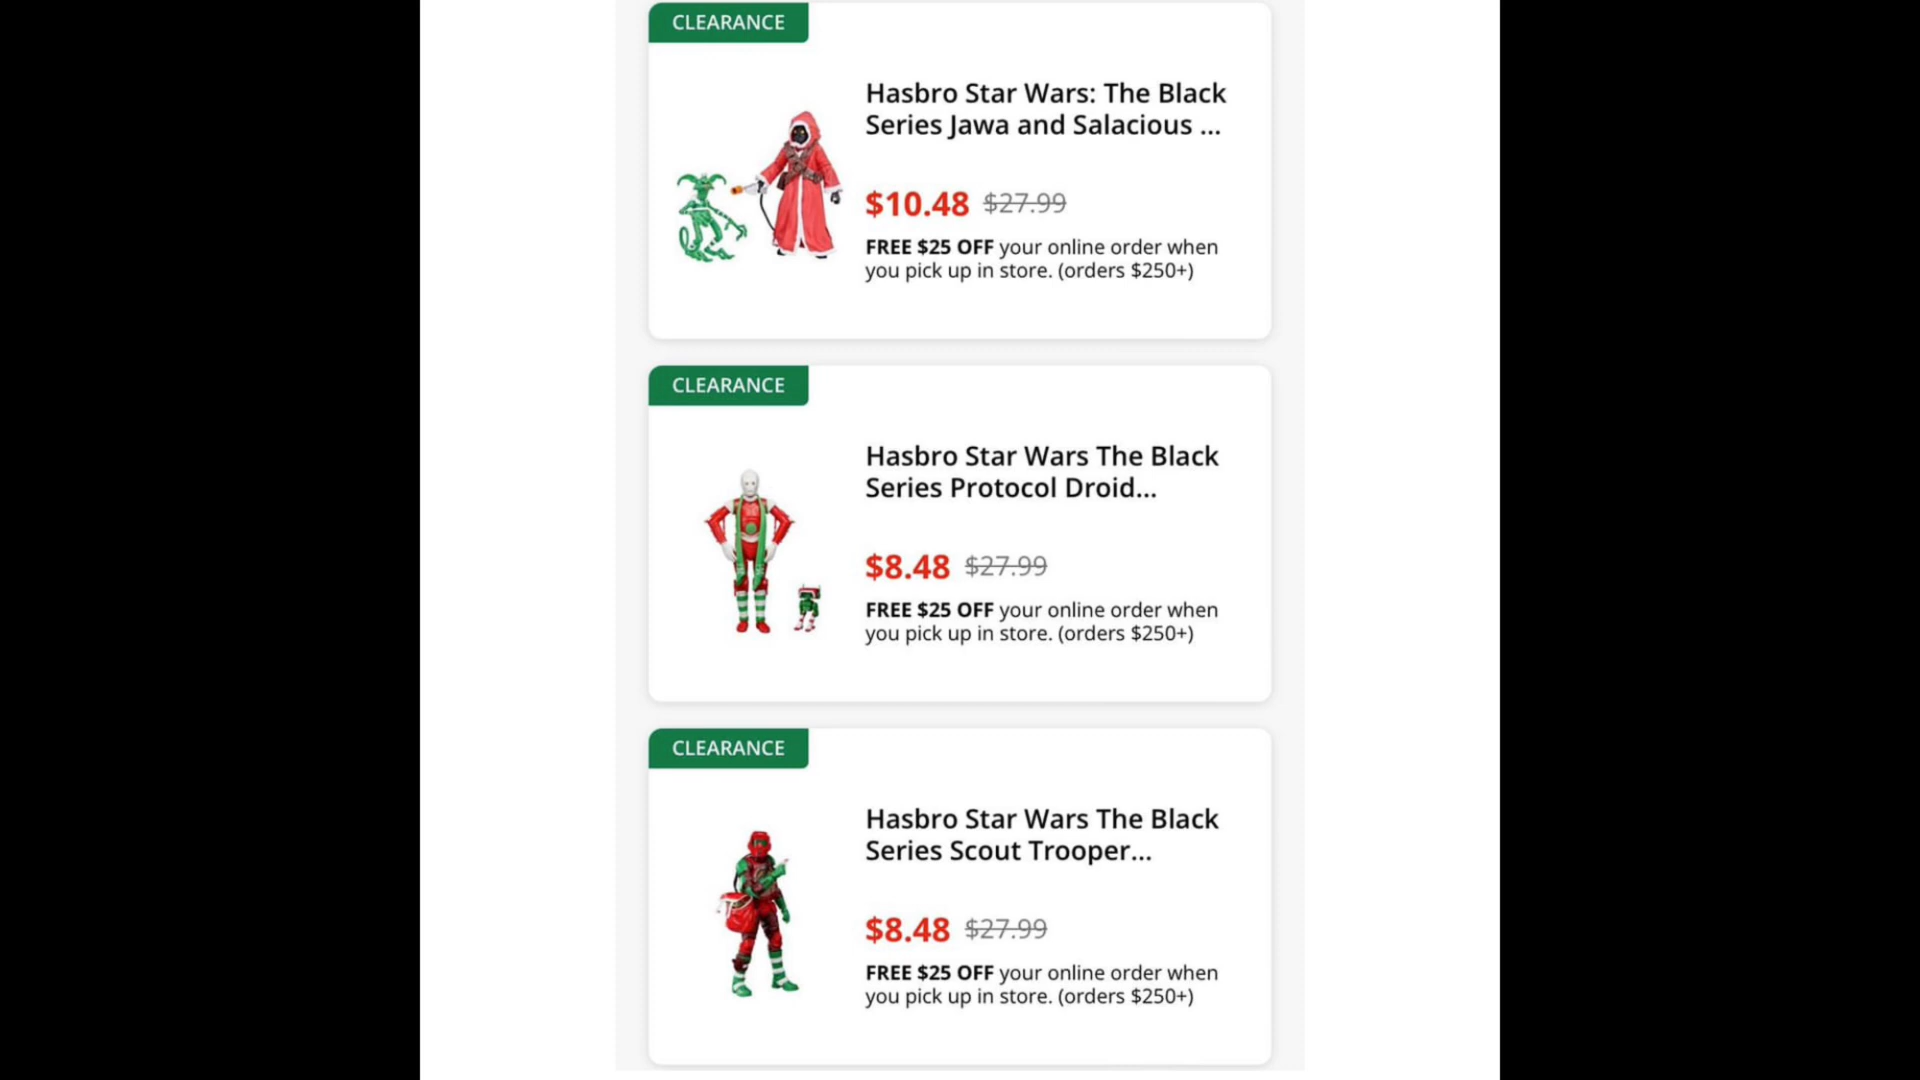 CLEARANCE
Hasbro Star Wars: The Black
Series Jawa and Salacious ...
$10.48 $27.99
FREE $25 OFF your online order when
you pick up in store. (orders $250+)
CLEARANCE
Hasbro Star Wars The Black
Series Protocol Droid...
$8.48 $27.99
FREE $25 OFF your online order when
you pick up in store. (orders $250+)
CLEARANCE
Hasbro Star Wars The Black
Series Scout Trooper...
$8.48 $27.99
FREE $25 OFF your online order when
you pick up in store. (orders $250+)